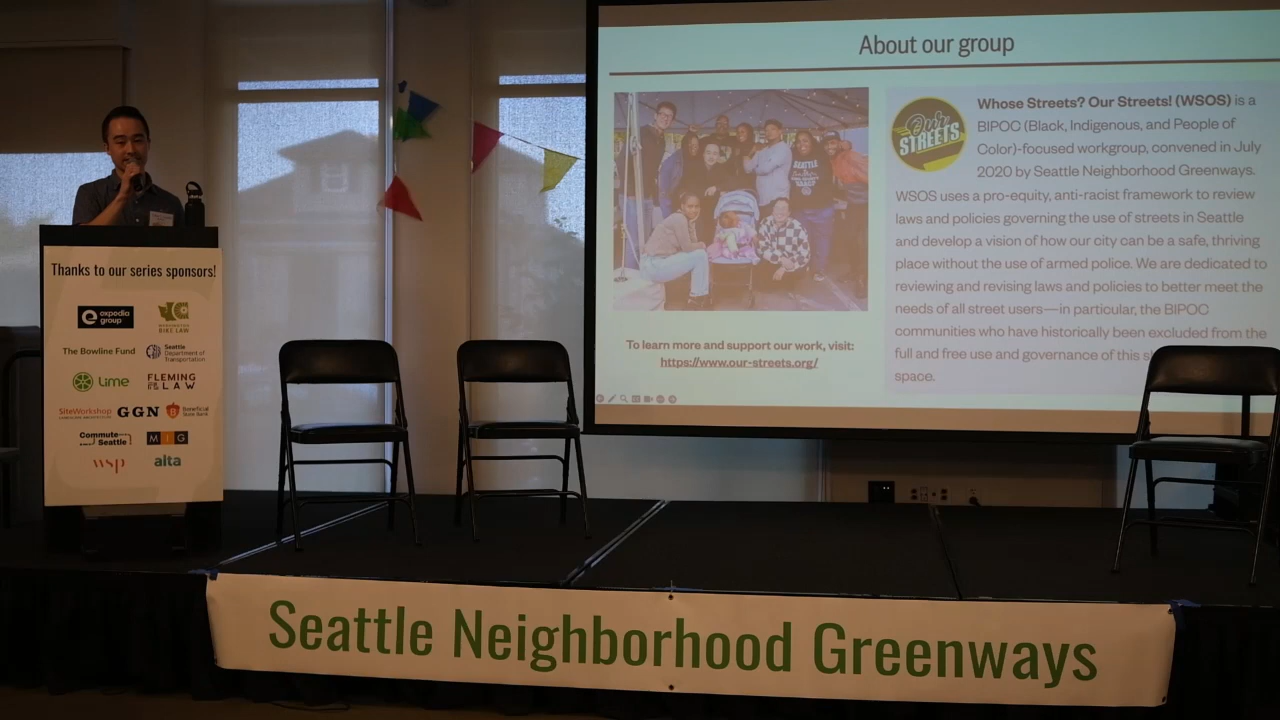 About our group
Our
STREETS
Whose Streets? Our Streets! (WSOS) is a
BIPOC (Black, Indigenous, and People of
Color)-focused workgroup, convened in July
2020 by Seattle Neighborhood Greenways.
WSOS uses a pro-equity, anti-racist framework to review
laws and policies governing the use of streets in Seattle
and develop a vision of how our city can be a safe, thriving
place without the use of armed police. We are dedicated to
reviewing and revising laws and policies to better meet the
needs of all street users—in particular, the BIPOC
communities who have historically been excluded from the
full and free use and governance of this
space.
SEATTLE
To learn more and support our work, visit:
https://www.our-streets.org/
Thanks to our series sponsors!
expedia
group
WASHINGTON
BIKE LAW
The Bowline Fund
Seattle
Department of
Transportation
Lime
FLEMING
LAW
SiteWorkshop
LANDSCAPE ARCHITECTURE
GGN
Beneficial
State Bank
Commute
Seattle
MIG
wsp
alta
Seattle Neighborhood Greenways